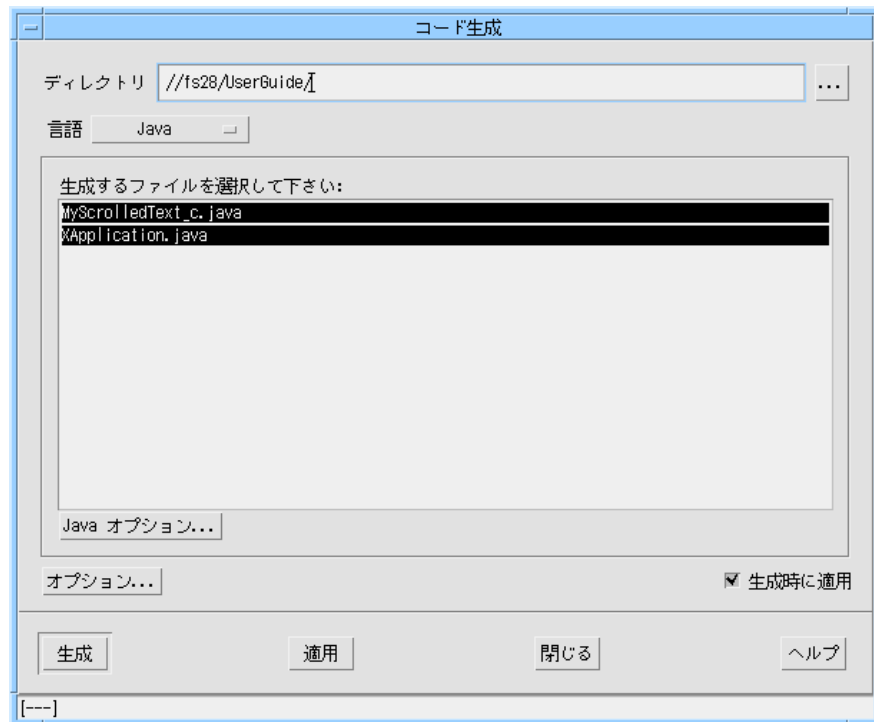 コード生成
ディレクトリ //fs28/UserGuide/
...
言語 Java
生成するファイルを選択して下さい:
MyScrolledText_c.java
XApplication.java
Java オプション...
オプション... 生成時に適用
生成 適用 閉じる ヘルプ
[---]